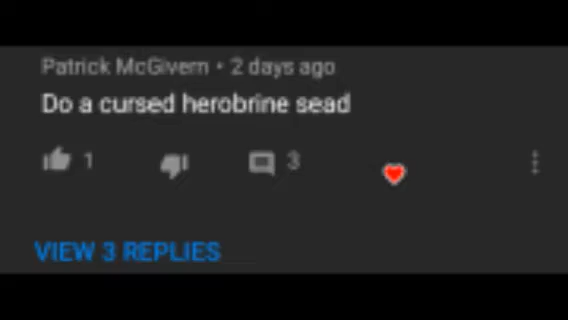 Patrick McGivern • 2 days ago
Do a cursed herobrine sead
1 3
VIEW 3 REPLIES